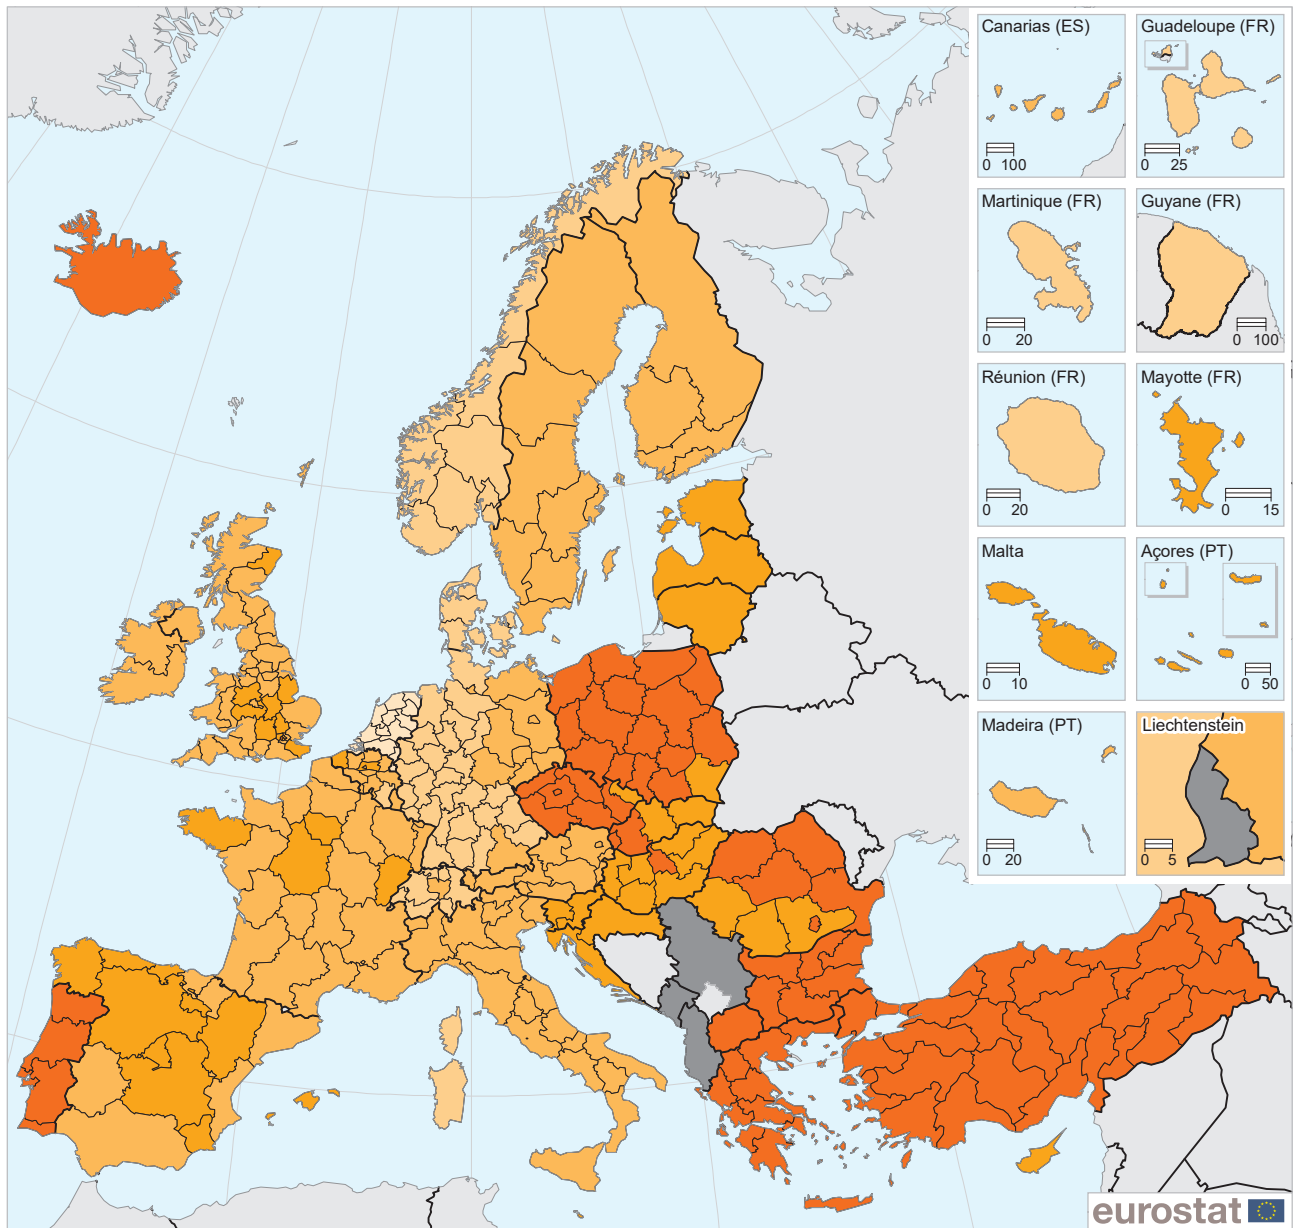 Canarias (ES)
0 100
Guadeloupe (FR)
0 25
Martinique (FR)
0 20
Guyane (FR)
0 100
Réunion (FR)
0 20
Mayotte (FR)
0 15
Malta
0 10
Açores (PT)
0 50
Madeira (PT)
0 20
Liechtenstein
0 5
eurostat